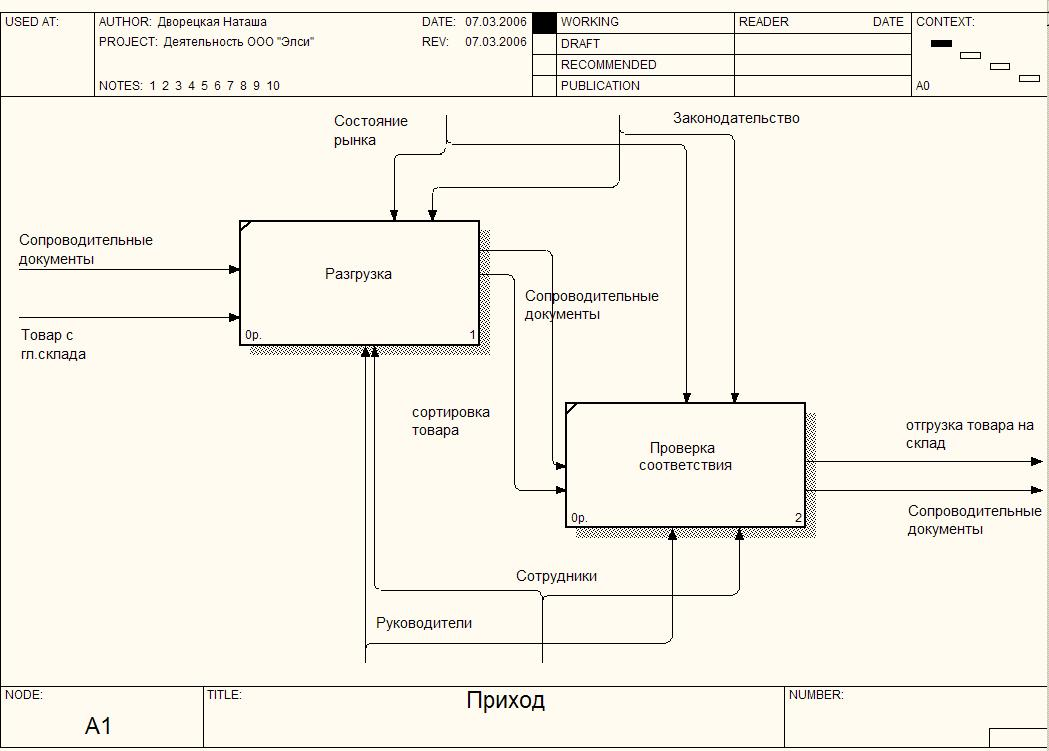 USED AT:
AUTHOR: Дворецкая Наташа
DATE: 07.03.2006
PROJECT: Деятельность ООО "Элси"
REV: 07.03.2006
NOTES: 1 2 3 4 5 6 7 8 9 10
WORKING
DRAFT
RECOMMENDED
PUBLICATION
READER
DATE
CONTEXT:
A0
Состояние
рынка
Законодательство
Сопроводительные
документы
Товар с
гл.склада
Разгрузка
0р.
1
Сопроводительные
документы
сортировка
товара
Проверка
соответствия
0р.
2
отгрузка товара на
склад
Сопроводительные
документы
Сотрудники
Руководители
NODE:
A1
TITLE:
Приход
NUMBER: